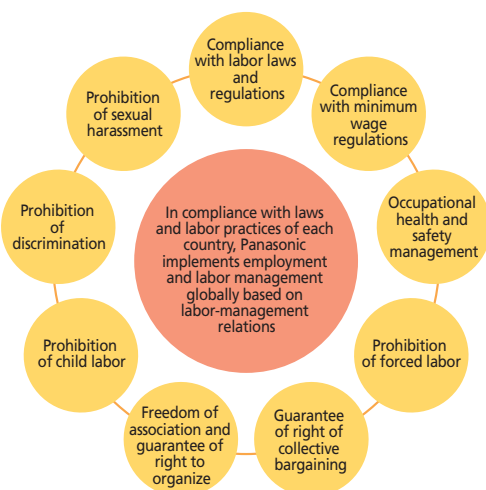 Compliance
with labor laws
and
regulations
Compliance
with minimum
wage
regulations
Occupational
health and
safety
management
Prohibition
of forced labor
Guarantee
of right of
collective
bargaining
Freedom of
association and
guarantee of
right to
organize
Prohibition
of child labor
Prohibition
of
discrimination
Prohibition
of sexual
harassment
In compliance with laws
and labor practices of each
country, Panasonic
implements employment
and labor management
globally based on
labor-management
relations